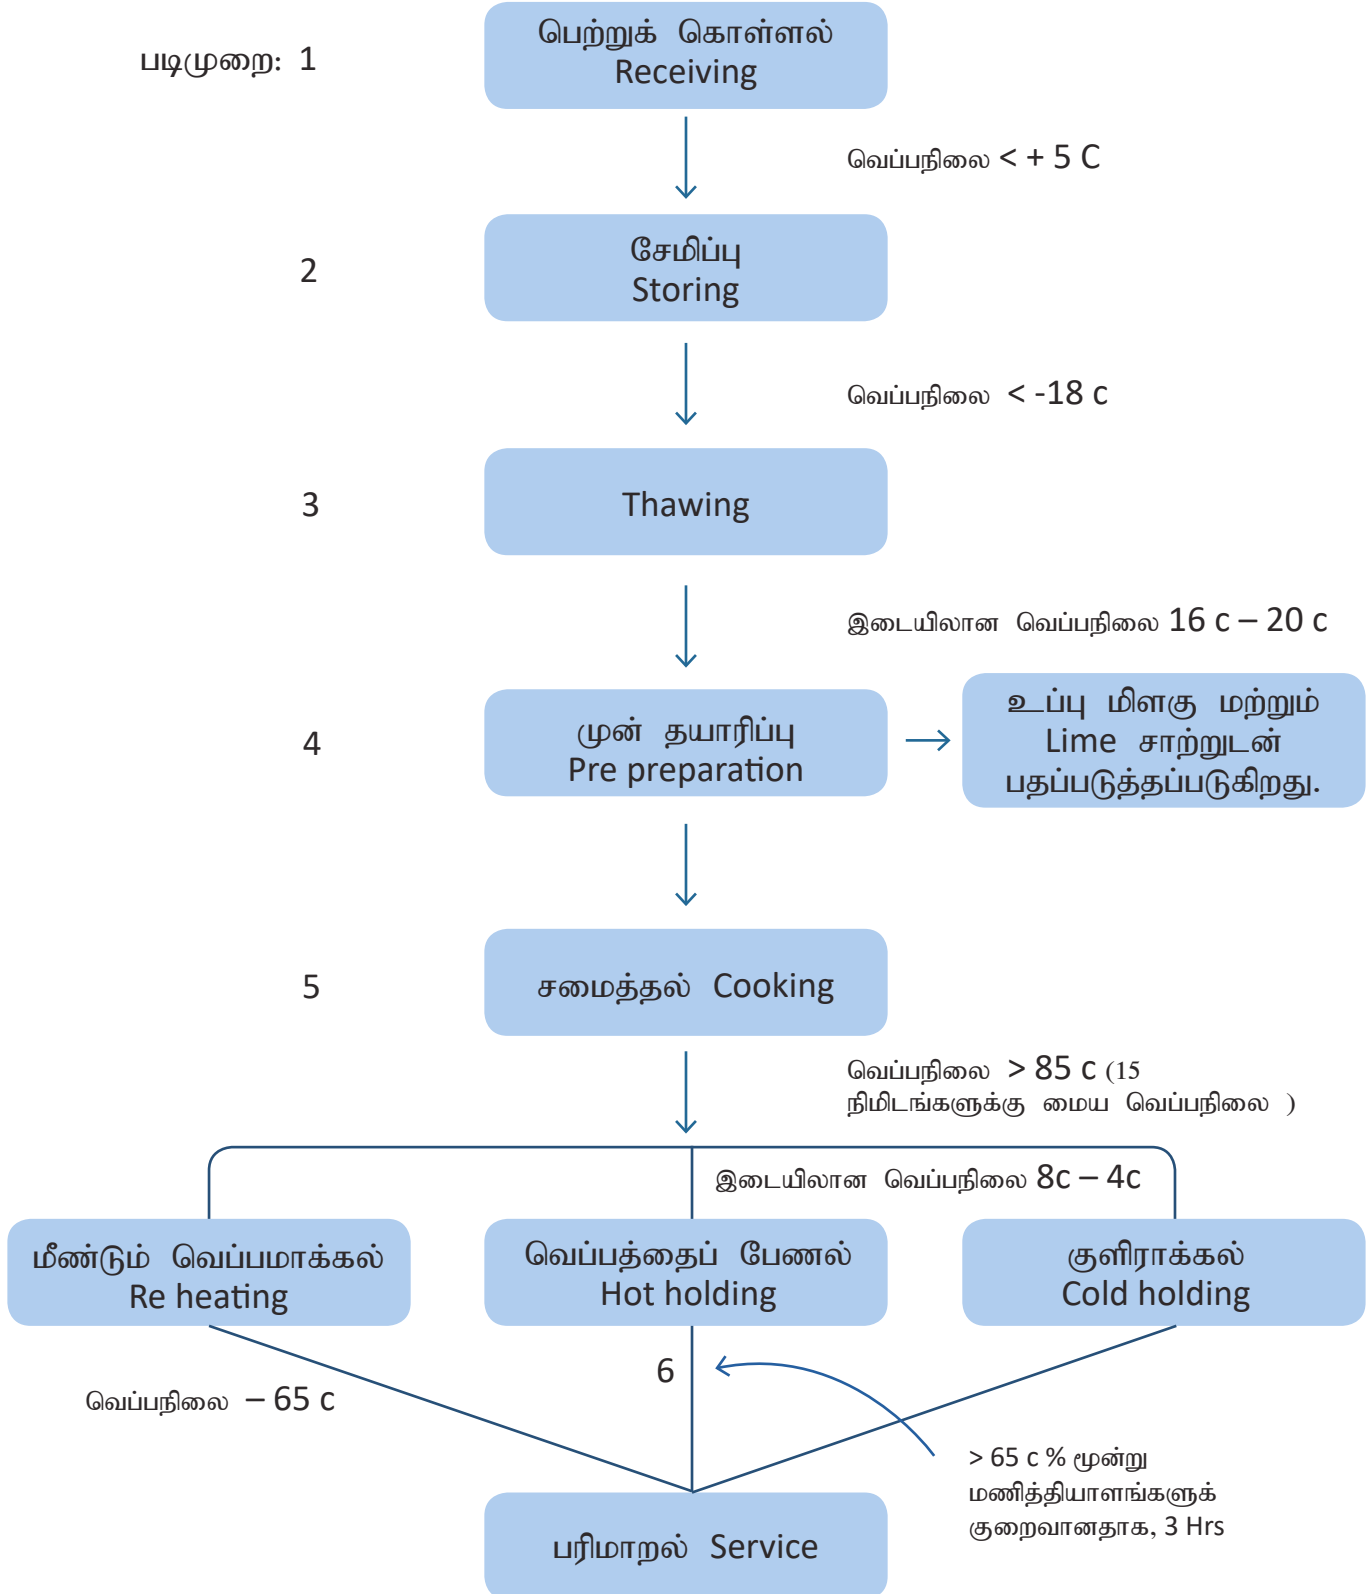 பெற்றுக் கொள்ளல்
Receiving
படிமுறை: 1
வெப்பநிலை < + 5 C
சேமிப்பு
Storing
2
வெப்பநிலை < -18 c
3
Thawing
இடையிலான வெப்பநிலை 16 c – 20 c
4
முன் தயாரிப்பு
Pre preparation
உப்பு மிளகு மற்றும்
Lime சாற்றுடன்
பதப்படுத்தப்படுகிறது.
5
சமைத்தல் Cooking
வெப்பநிலை > 85 c (15
நிமிடங்களுக்கு மைய வெப்பநிலை )
இடையிலான வெப்பநிலை 8c – 4c
மீண்டும் வெப்பமாக்கல்
Re heating
வெப்பத்தைப் பேணல்
Hot holding
குளிராக்கல்
Cold holding
6
வெப்பநிலை – 65 c
> 65 c % மூன்று
மணித்தியாளங்களுக்
குறைவானதாக, 3 Hrs
பரிமாறல் Service